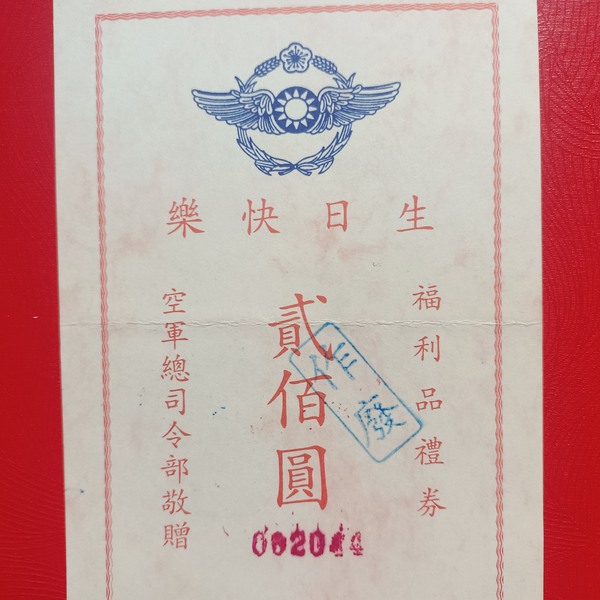 生日快樂
福利品禮券
貳佰圓
空軍總司令部敬贈
作廢
002044